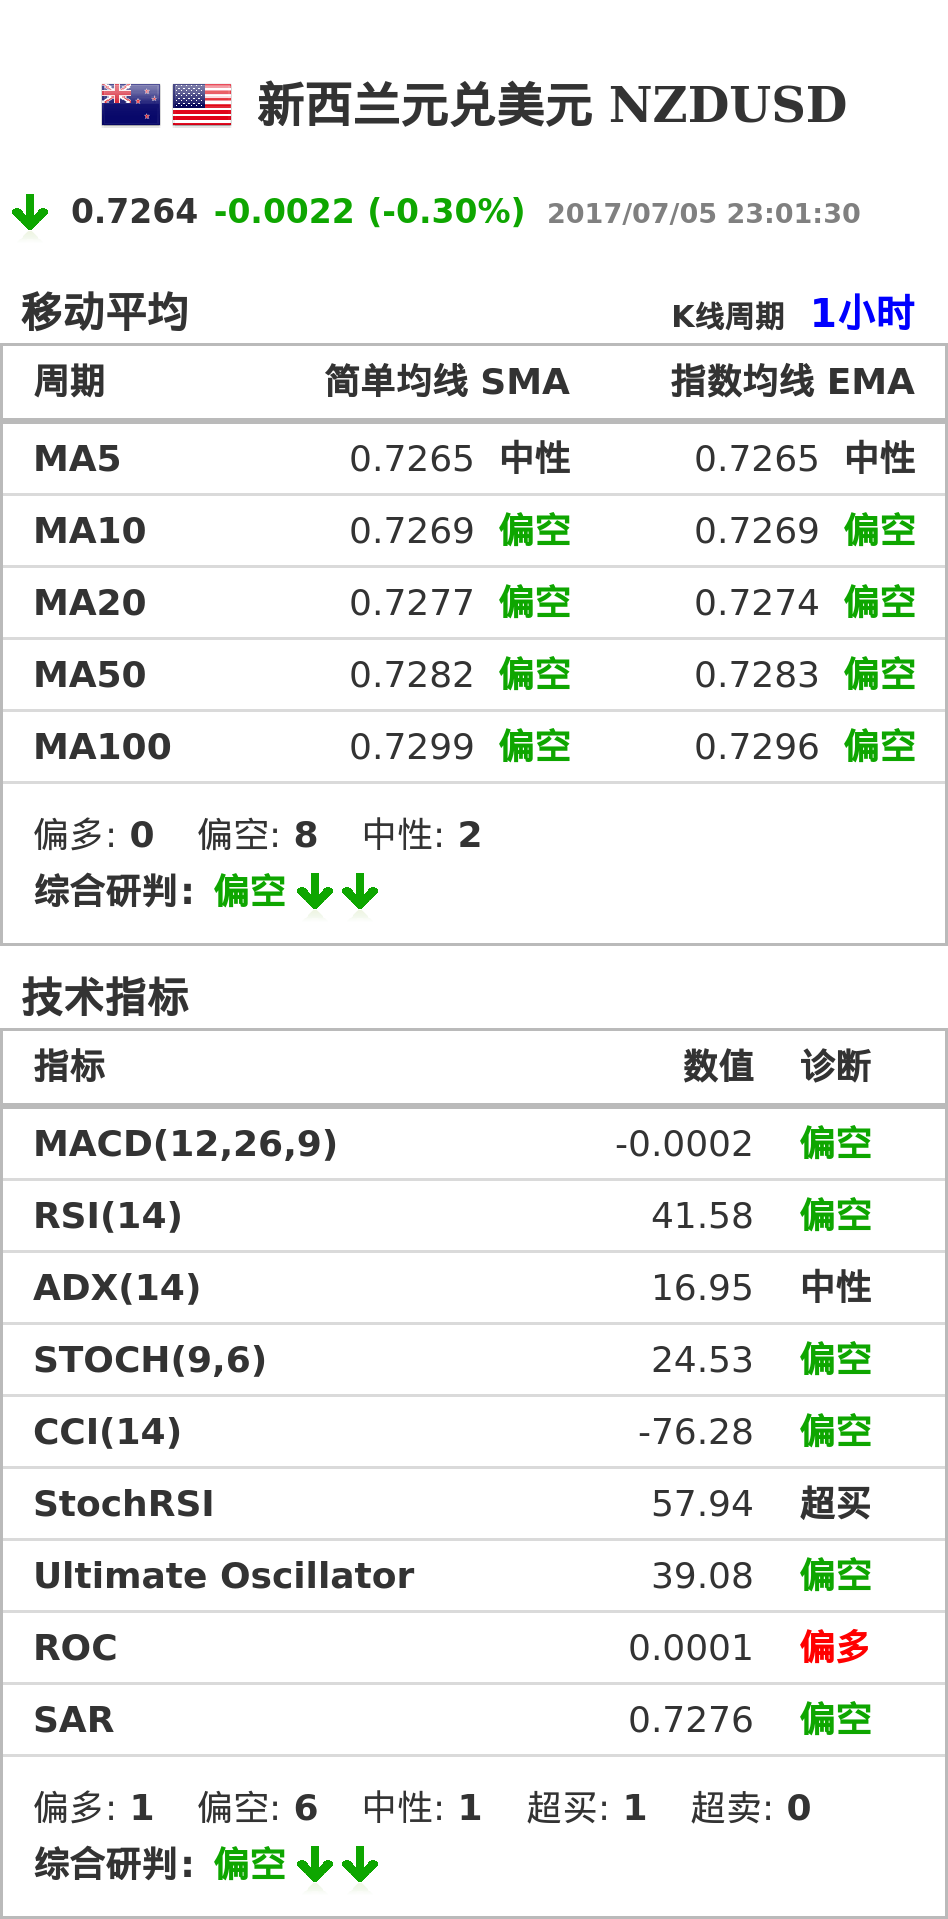 新西兰元兑美元 NZDUSD
0.7264 -0.0022 (-0.30%) 2017/07/05 23:01:30
移动平均 K线周期 1小时
周期 简单均线 SMA 指数均线 EMA
MA5 0.7265 中性 0.7265 中性
MA10 0.7269 偏空 0.7269 偏空
MA20 0.7277 偏空 0.7274 偏空
MA50 0.7282 偏空 0.7283 偏空
MA100 0.7299 偏空 0.7296 偏空
偏多: 0 偏空: 8 中性: 2
综合研判: 偏空
技术指标
指标 数值 诊断
MACD(12,26,9) -0.0002 偏空
RSI(14) 41.58 偏空
ADX(14) 16.95 中性
STOCH(9,6) 24.53 偏空
CCI(14) -76.28 偏空
StochRSI 57.94 超买
Ultimate Oscillator 39.08 偏空
ROC 0.0001 偏多
SAR 0.7276 偏空
偏多: 1 偏空: 6 中性: 1 超买: 1 超卖: 0
综合研判: 偏空